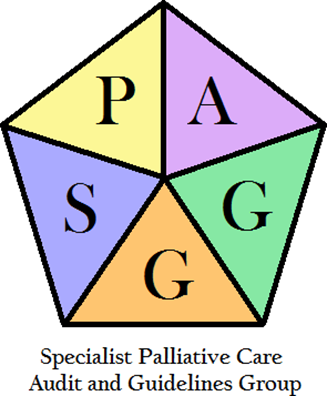 P A
S G
G
Specialist Palliative Care
Audit and Guidelines Group